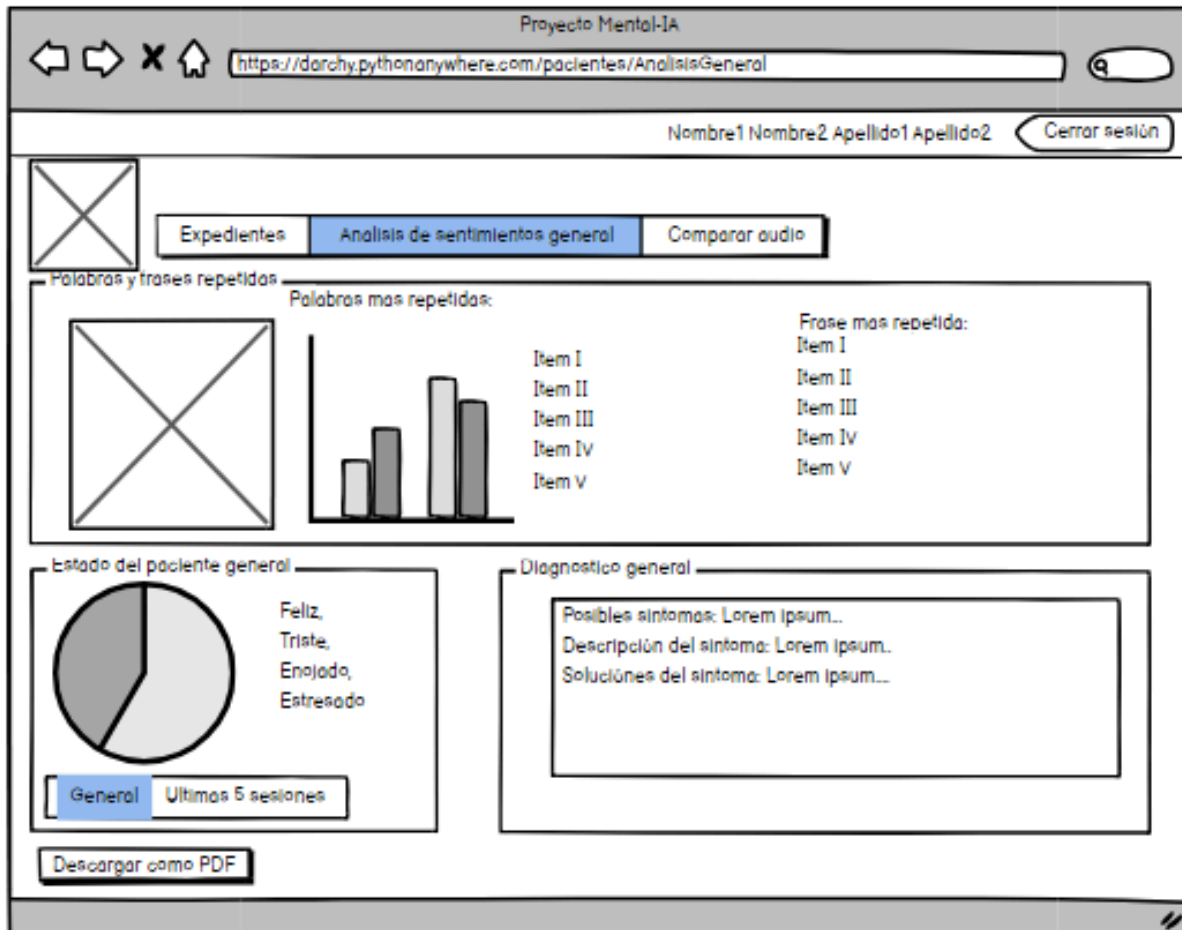 Proyecto Mental-IA
https://darchy.pythonanywhere.com/pacientes/AnalisisGeneral
Nombre1 Nombre2 Apellido1 Apellido2
Cerrar sesión
Expedientes
Analisis de sentimientos general
Comparar audio
Palabras y frases repetidas
Palabras mas repetidas:
Item I
Item II
Item III
Item IV
Item V
Frase mas repetida:
Item I
Item II
Item III
Item IV
Item V
Estado del paciente general
Feliz,
Triste,
Enojado,
Estresado
General
Ultimas 5 sesiones
Diagnostico general
Posibles sintomas: Lorem ipsum...
Descripción del sintoma: Lorem ipsum..
Soluciónes del sintoma: Lorem ipsum....
Descargar como PDF